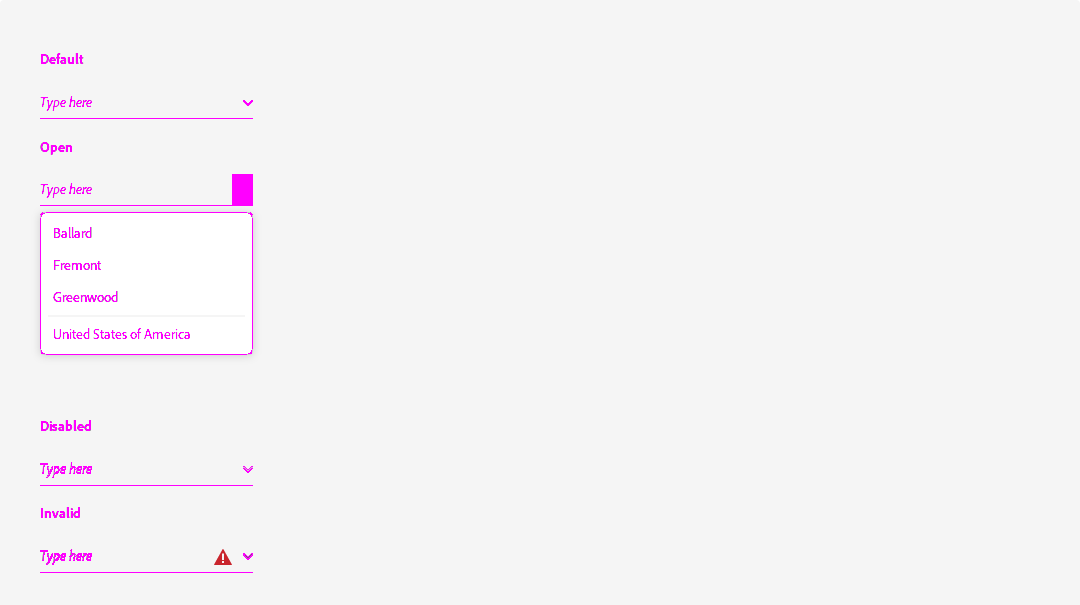 Default
Type here
Open
Type here
Ballard
Fremont
Greenwood
United States of America
Disabled
Type here
Invalid
Type here